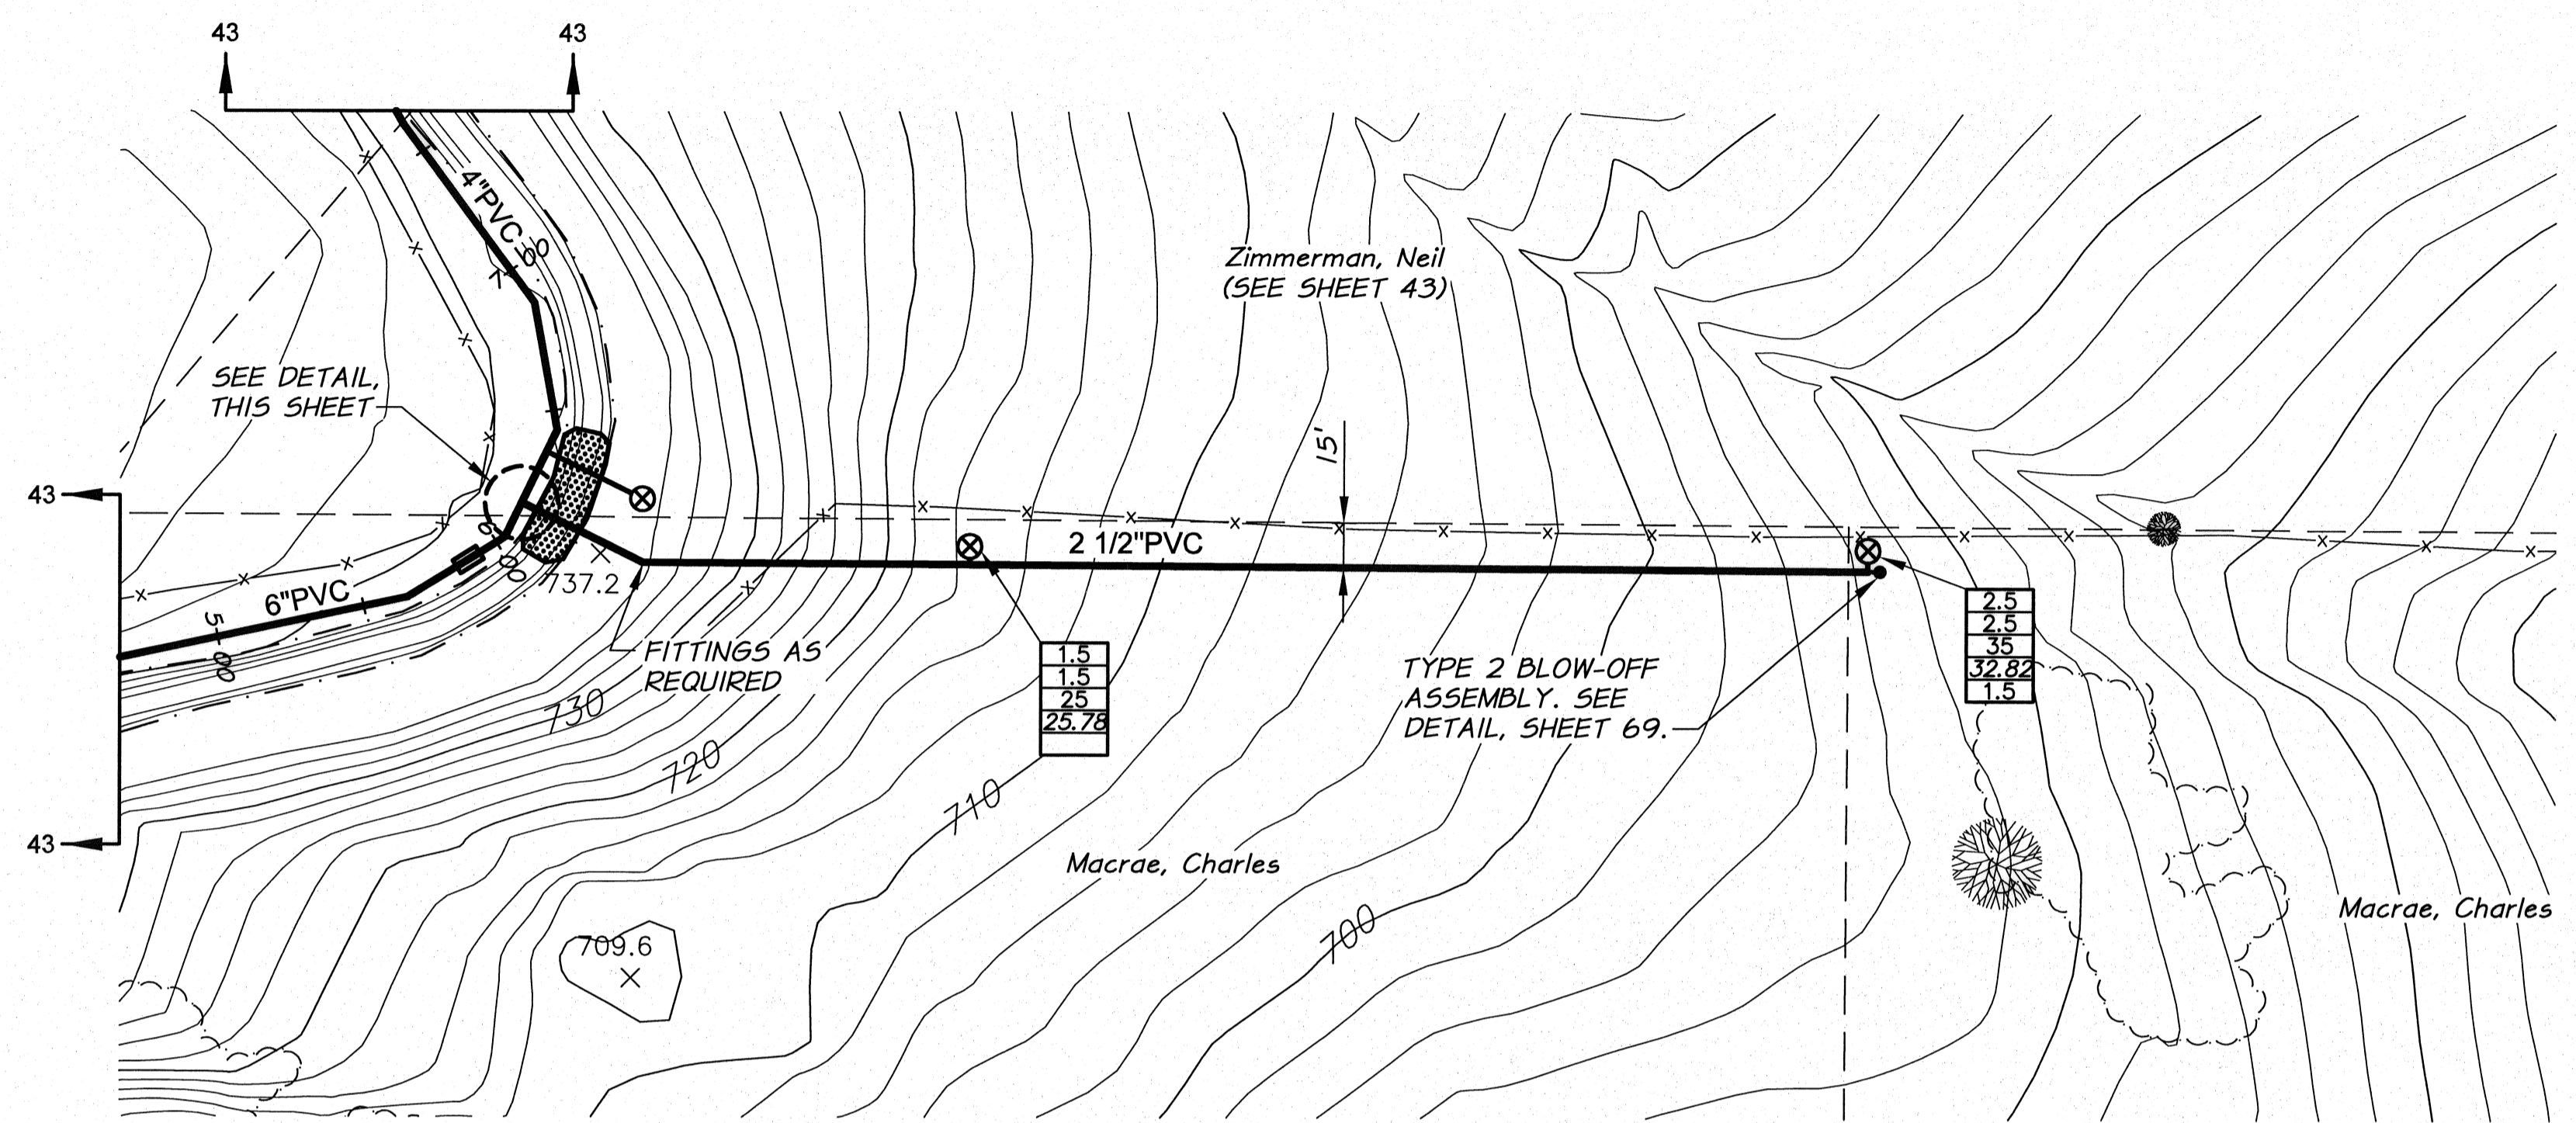 43
43
4"PVC
7+00
Zimmerman, Neil
(SEE SHEET 43)
SEE DETAIL,
THIS SHEET
15'
43
6+00
2 1/2"PVC
737.2
6"PVC
5+00
FITTINGS AS
REQUIRED
1.5
1.5
25
25.78
2.5
2.5
35
32.82
1.5
TYPE 2 BLOW-OFF
ASSEMBLY. SEE
DETAIL, SHEET 69.
730
720
710
43
Macrae, Charles
700
Macrae, Charles
709.6